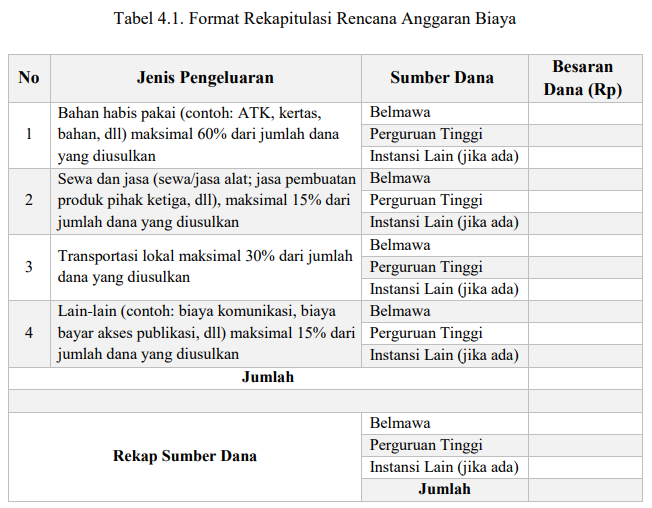 Tabel 4.1. Format Rekapitulasi Rencana Anggaran Biaya
No Jenis Pengeluaran Sumber Dana Besaran
Dana (Rp)
1
Bahan habis pakai (contoh: ATK, kertas,
bahan, dll) maksimal 60% dari jumlah dana
yang diusulkan
Belmawa
Perguruan Tinggi
Instansi Lain (jika ada)
2
Sewa dan jasa (sewa/jasa alat; jasa pembuatan
produk pihak ketiga, dll), maksimal 15% dari
jumlah dana yang diusulkan
Belmawa
Perguruan Tinggi
Instansi Lain (jika ada)
3
Transportasi lokal maksimal 30% dari jumlah
dana yang diusulkan
Belmawa
Perguruan Tinggi
Instansi Lain (jika ada)
4
Lain-lain (contoh: biaya komunikasi, biaya
bayar akses publikasi, dll) maksimal 15% dari
jumlah dana yang diusulkan
Belmawa
Perguruan Tinggi
Instansi Lain (jika ada)
Jumlah
Rekap Sumber Dana
Belmawa
Perguruan Tinggi
Instansi Lain (jika ada)
Jumlah